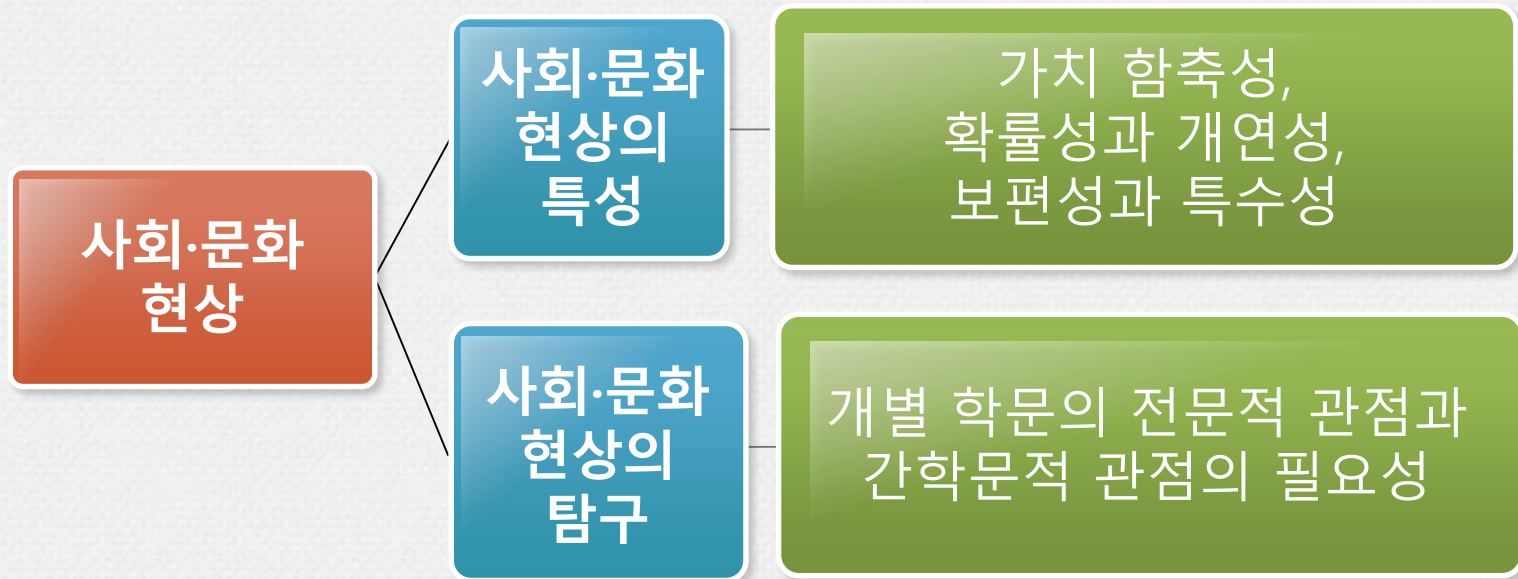 사회·문화
현상
사회·문화
현상의
특성
가치 함축성,
확률성과 개연성,
보편성과 특수성
사회·문화
현상의
탐구
개별 학문의 전문적 관점과
간학문적 관점의 필요성